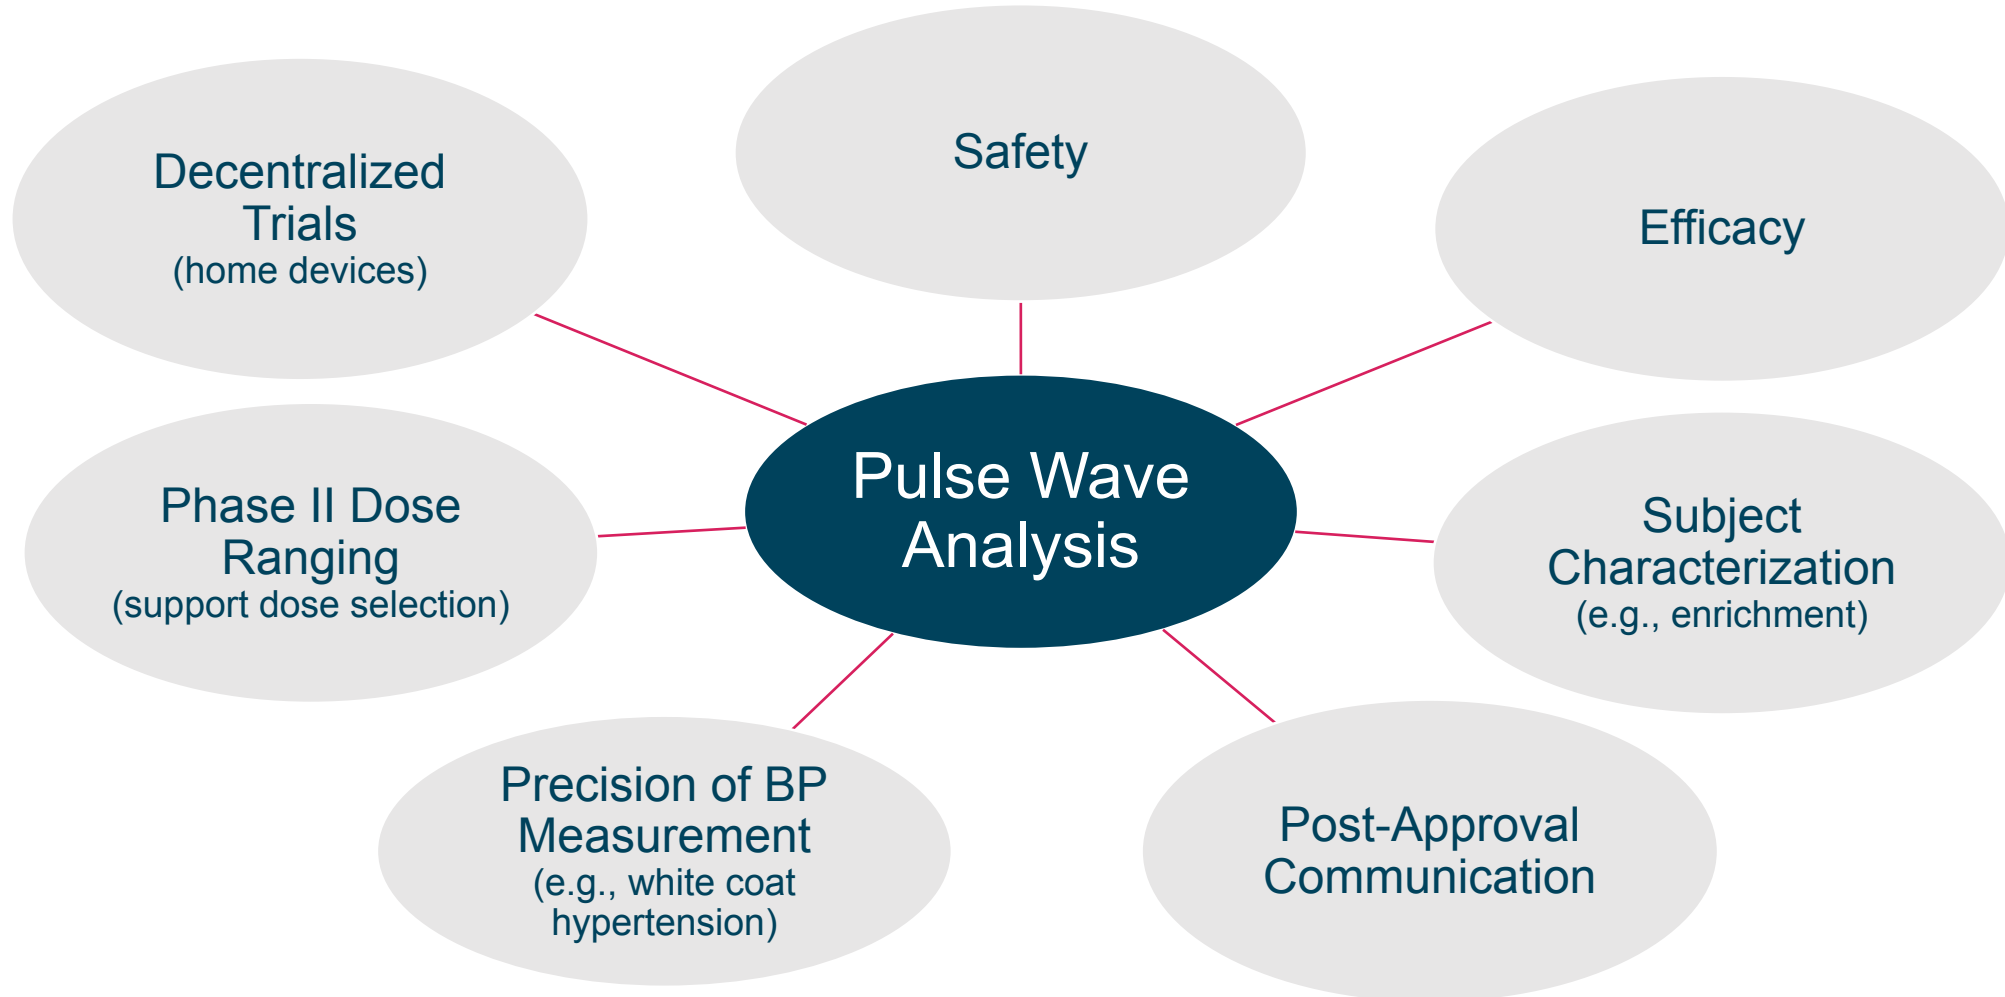 Safety
Decentralized
Trials
(home devices)
Efficacy
Pulse Wave
Analysis
Phase II Dose
Ranging
(support dose selection)
Subject
Characterization
(e.g., enrichment)
Precision of BP
Measurement
(e.g., white coat
hypertension)
Post-Approval
Communication